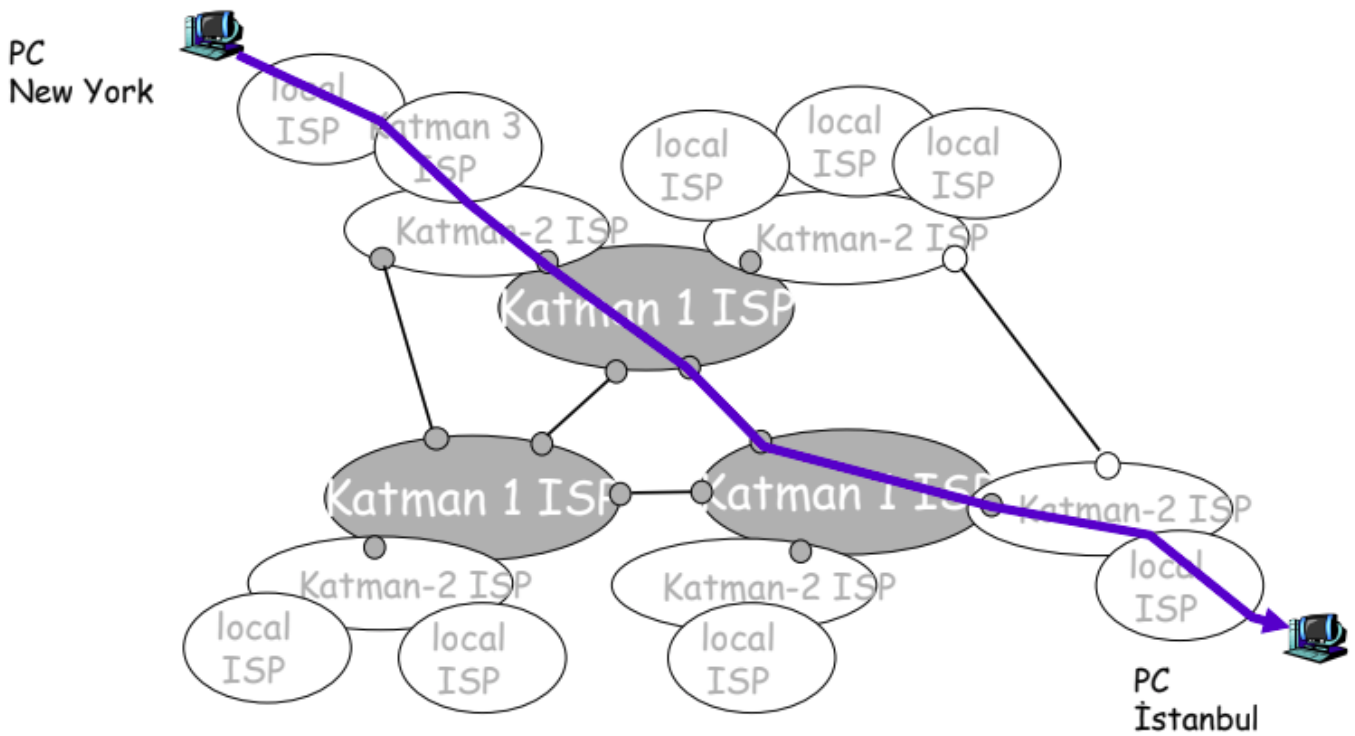 PC
New York
local
ISP
Katman 3
ISP
local
ISP
local
ISP
local
ISP
Katman-2 ISP
Katman-2 ISP
Katman 1 ISP
Katman 1 ISP
Katman 1 ISP
Katman-2 ISP
local
ISP
Katman-2 ISP
Katman-2 ISP
local
ISP
local
ISP
local
ISP
PC
İstanbul